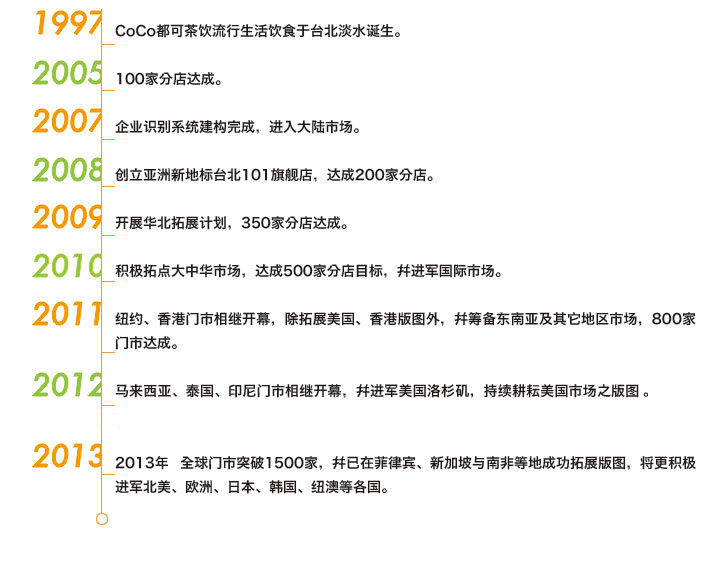 1997
CoCo都可茶饮流行生活饮食于台北淡水诞生。
2005
100家分店达成。
2007
企业识别系统建构完成，进入大陆市场。
2008
创立亚洲新地标台北101旗舰店，达成200家分店。
2009
开展华北拓展计划，350家分店达成。
2010
积极拓点大中华市场，达成500家分店目标，幷进军国际市场。
2011
纽约、香港门市相继开幕，除拓展美国、香港版图外，幷筹备东南亚及其它地区市场，800家
门市达成。
2012
马来西亚、泰国、印尼门市相继开幕，幷进军美国洛杉矶，持续耕耘美国市场之版图 。
2013
2013年 全球门市突破1500家，幷已在菲律宾、新加坡与南非等地成功拓展版图，将更积极
进军北美、欧洲、日本、韩国、纽澳等各国。